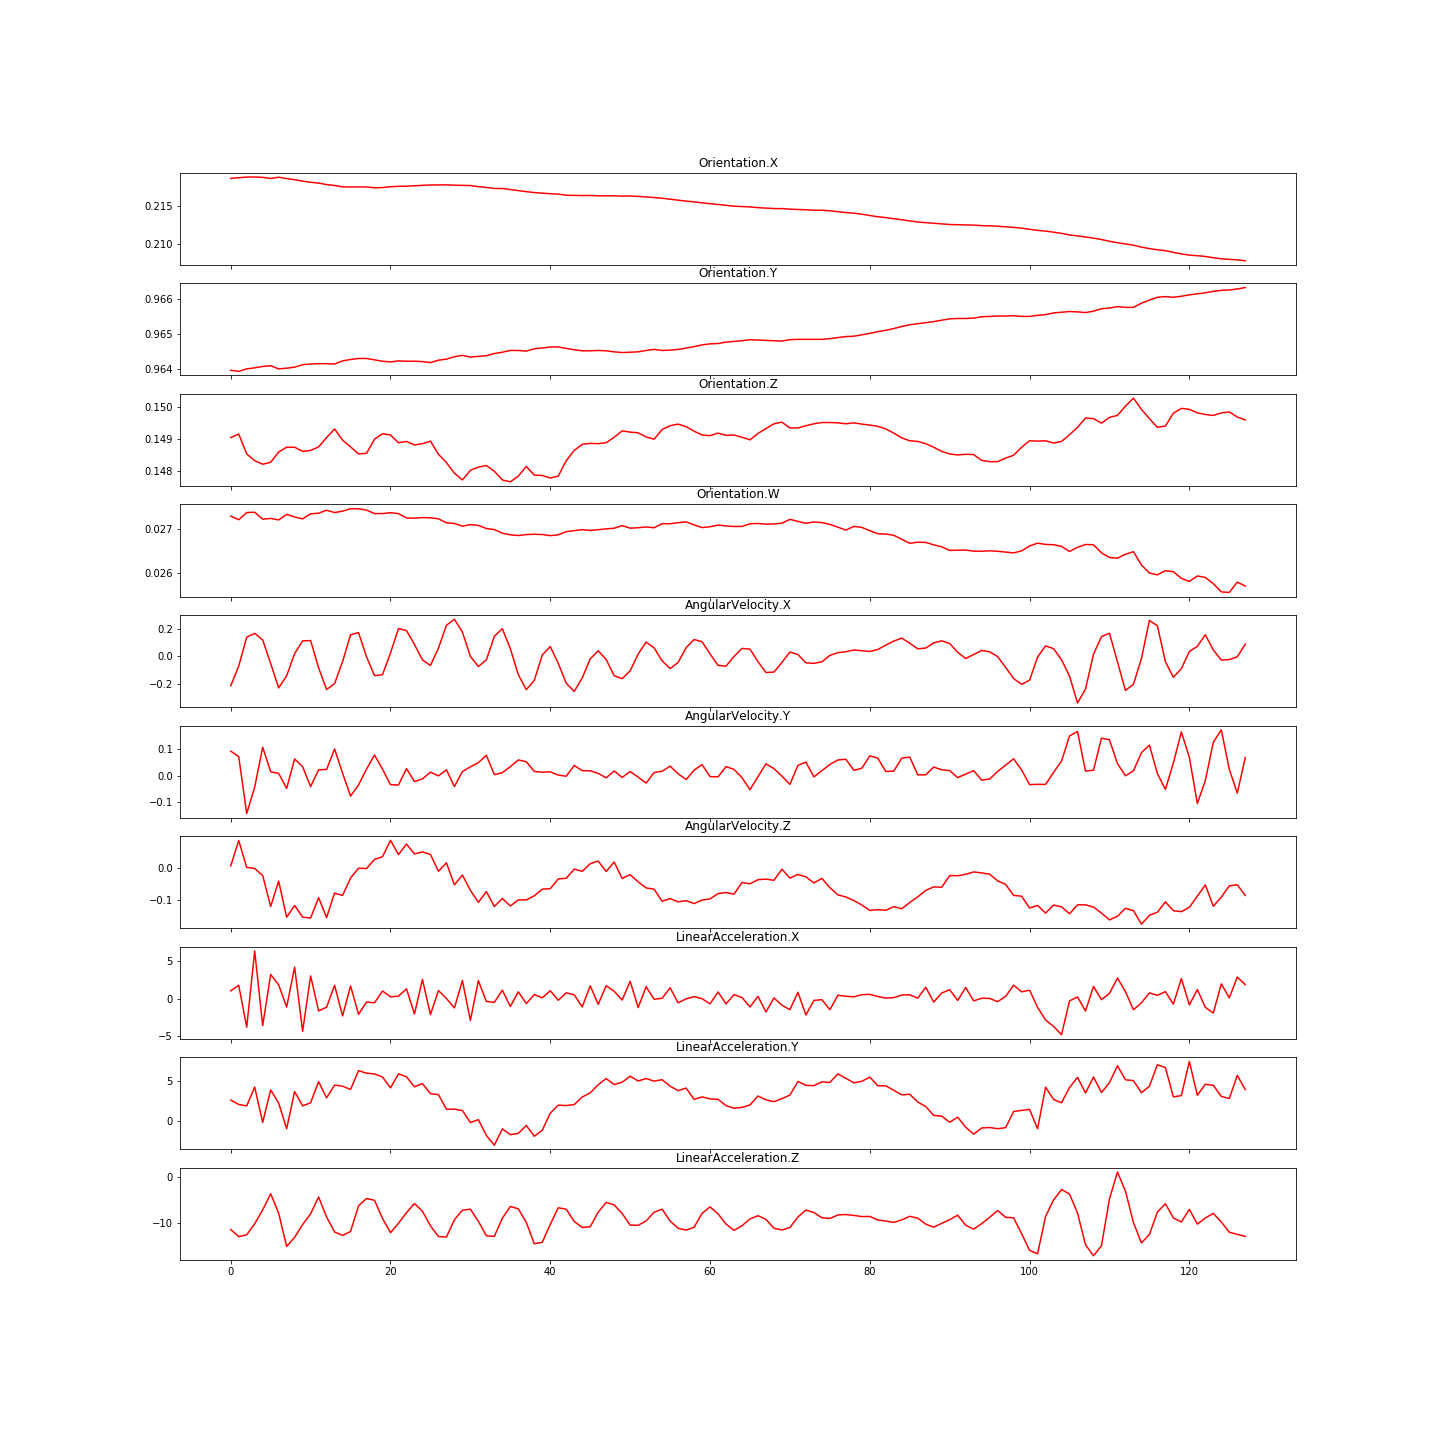 Orientation.X
0.215
0.210
Orientation.Y
0.966
0.965
0.964
Orientation.Z
0.150
0.149
0.148
Orientation.W
0.027
0.026
AngularVelocity.X
0.2
0.0
−0.2
AngularVelocity.Y
0.1
0.0
−0.1
AngularVelocity.Z
0.0
−0.1
LinearAcceleration.X
5
0
−5
LinearAcceleration.Y
5
0
LinearAcceleration.Z
0
−10
0 20 40 60 80 100 120